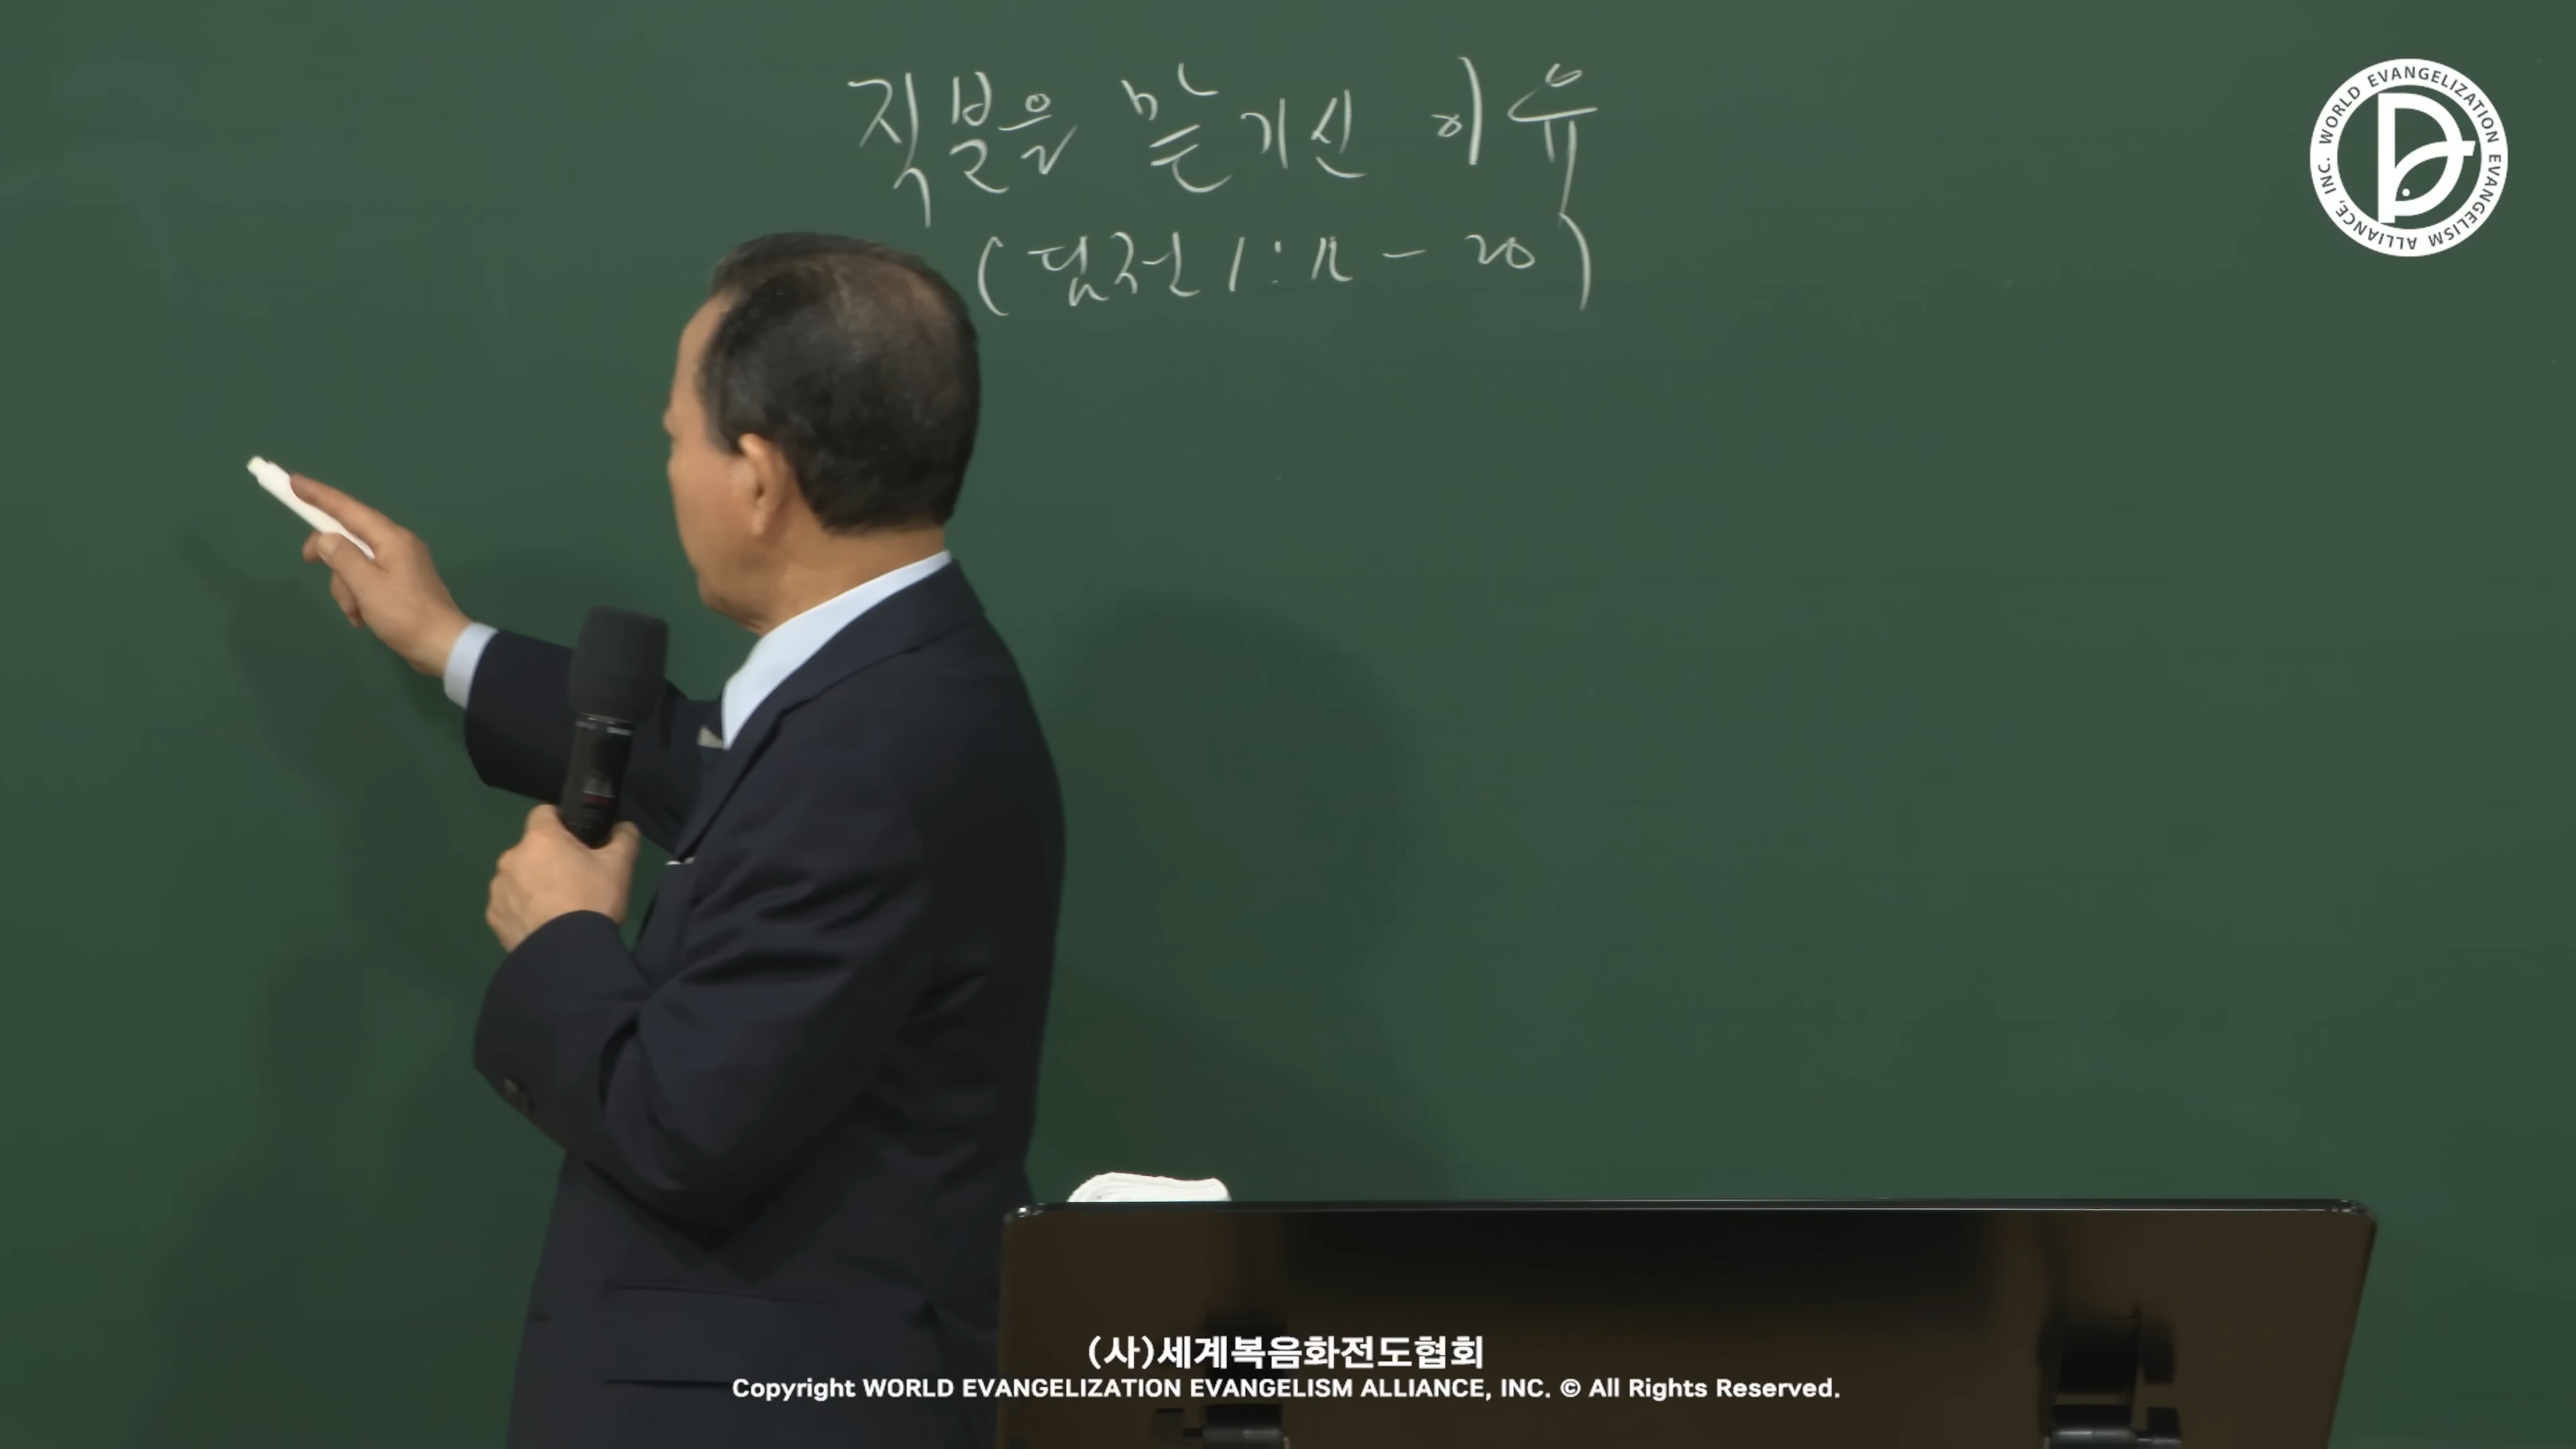 직분을 맡기신 이유
(딤전 1:12-20)
WORLD EVANGELIZATION EVANGELISM ALLIANCE, INC.
(사)세계복음화전도협회
Copyright WORLD EVANGELIZATION EVANGELISM ALLIANCE, INC. © All Rights Reserved.